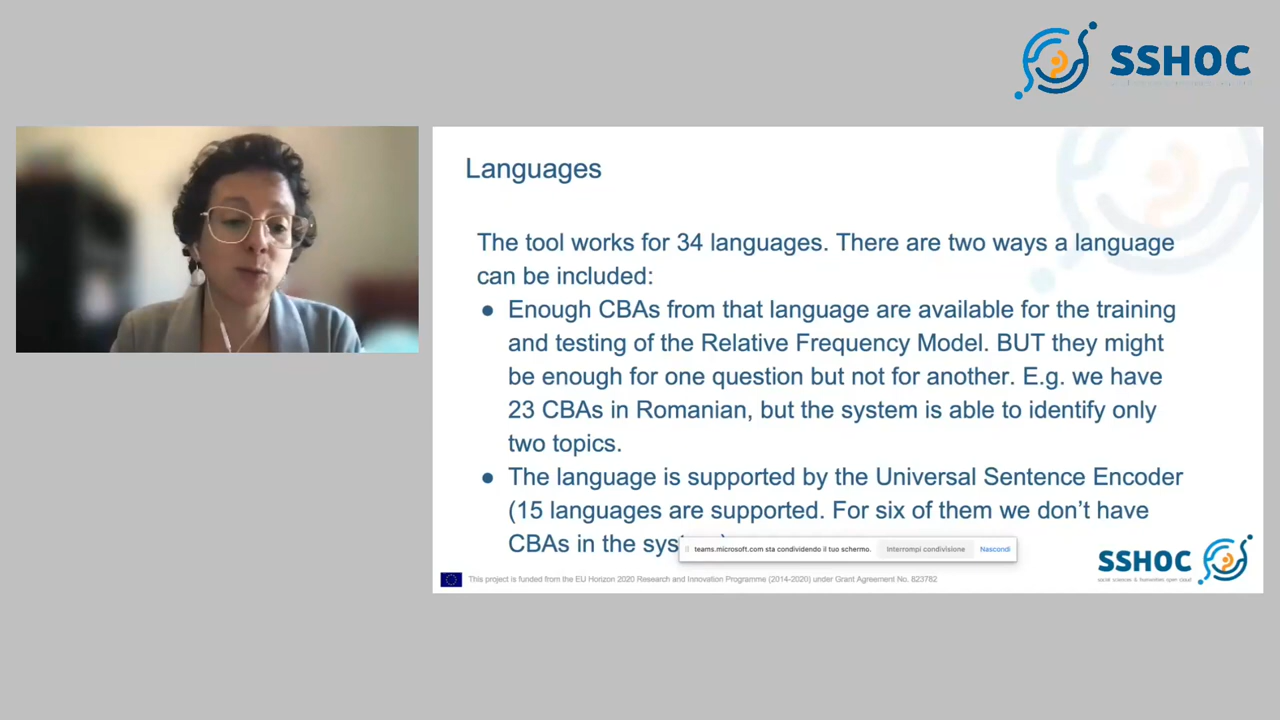 SSHOC
Languages
The tool works for 34 languages. There are two ways a language
can be included:
● Enough CBAs from that language are available for the training
and testing of the Relative Frequency Model. BUT they might
be enough for one question but not for another. E.g. we have
23 CBAs in Romanian, but the system is able to identify only
two topics.
● The language is supported by the Universal Sentence Encoder
(15 languages are supported. For six of them we don't have
CBAs in the
teams.microsoft.com sta condividendo il tuo schermo. Interrompi condivisione Nascondi
SSHOC
social sciences & humanities open cloud
This project is funded from the EU Horizon 2020 Research and Innovation Programme (2014-2020) under Grant Agreement No. 823782